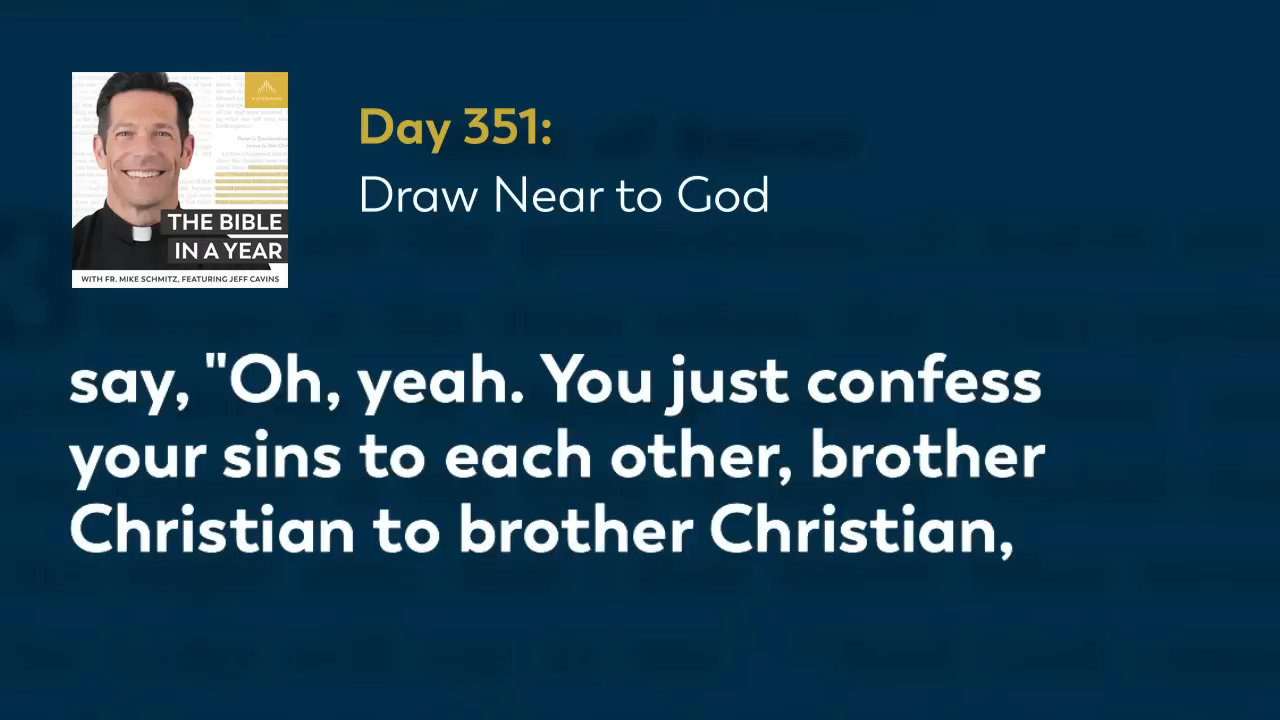 Day 351:
Draw Near to God
THE BIBLE
IN A YEAR
WITH FR. MIKE SCHMITZ, FEATURING JEFF CAVINS
say, "Oh, yeah. You just confess
your sins to each other, brother
Christian to brother Christian,